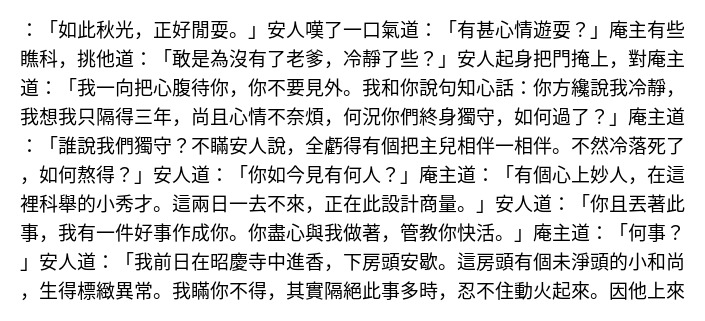 ：「如此秋光，正好閒耍。」安人嘆了一口氣道：「有甚心情遊耍？」庵主有些
瞧科，挑他道：「敢是為沒有了老爹，冷靜了些？」安人起身把門掩上，對庵主
道：「我一向把心腹待你，你不要見外。我和你說句知心話：你方纔說我冷靜，
我想我只隔得三年，尚且心情不奈煩，何況你們終身獨守，如何過了？」庵主道
：「誰說我們獨守？不瞞安人說，全虧得有個把主兒相伴一相伴。不然冷落死了
，如何熬得？」安人道：「你如今見有何人？」庵主道：「有個心上妙人，在這
裡科舉的小秀才。這兩日一去不來，正在此設計商量。」安人道：「你且丟著此
事，我有一件好事作成你。你盡心與我做著，管教你快活。」庵主道：「何事？
」安人道：「我前日在昭慶寺中進香，下房頭安歇。這房頭有個未淨頭的小和尚
，生得標緻異常。我瞞你不得，其實隔絕此事多時，忍不住動火起來。因他上來